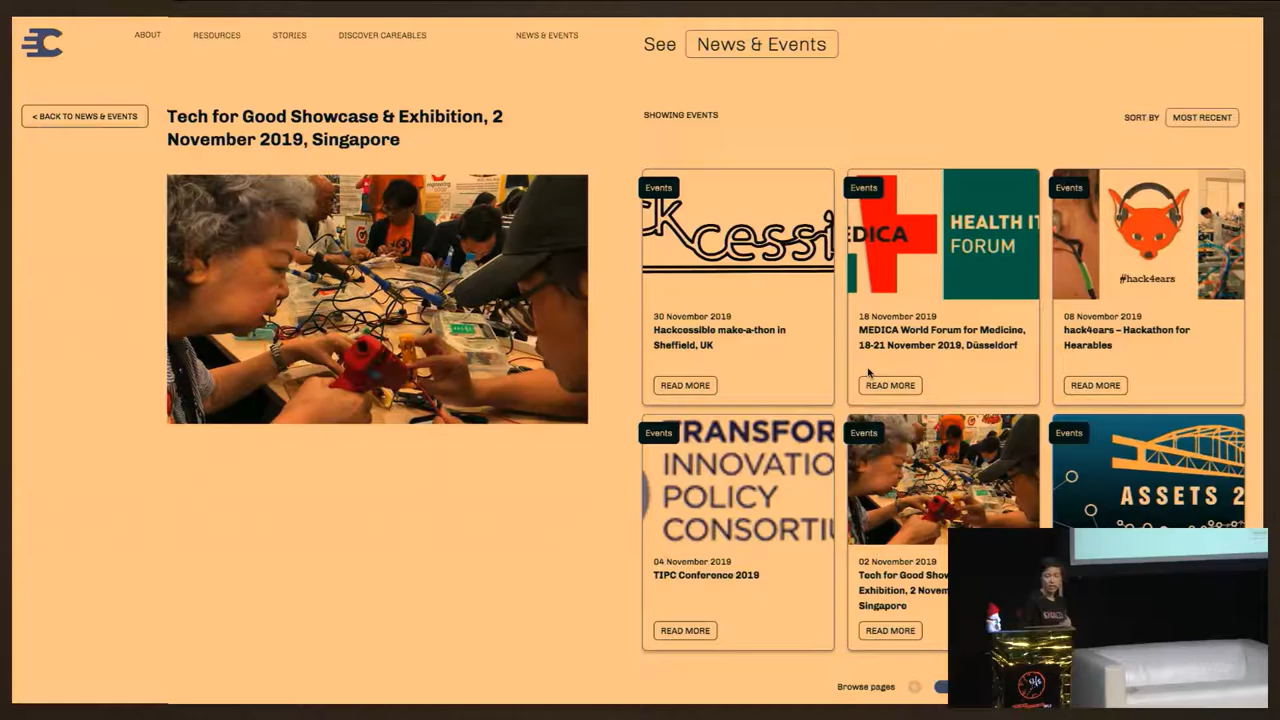 ABOUT
RESOURCES
STORIES
DISCOVER CAREABLES
NEWS & EVENTS
See News & Events
< BACK TO NEWS & EVENTS
Tech for Good Showcase & Exhibition, 2
November 2019, Singapore
SHOWING EVENTS
SORT BY MOST RECENT
Events
ckcessi
30 November 2019
Hackcessible make-a-thon in
Sheffield, UK
READ MORE
Events
EDICA
HEALTH IT
FORUM
18 November 2019
MEDICA World Forum for Medicine,
18-21 November 2019, Düsseldorf
READ MORE
Events
#hack4ears
08 November 2019
hack4ears – Hackathon for
Hearables
READ MORE
Events
TRANSFOR
INNOVATIO
POLICY
CONSORTIU
04 November 2019
TIPC Conference 2019
READ MORE
Events
02 November 2019
Tech for Good Show
Exhibition, 2 Novem
Singapore
READ MORE
Events
ASSETS 2
Browse pages